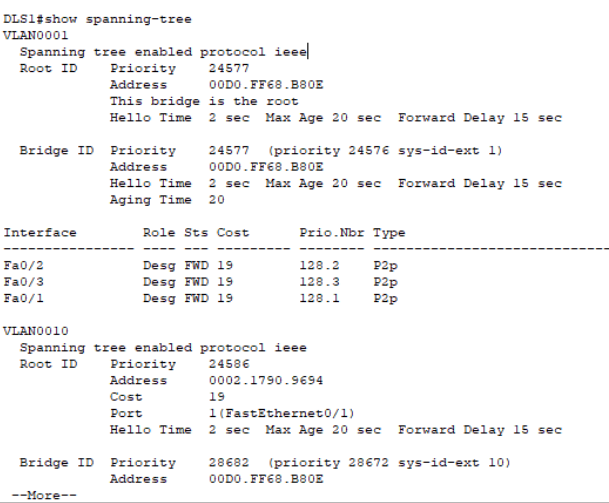 DLS1#show spanning-tree
VLAN0001
  Spanning tree enabled protocol ieee
  Root ID    Priority    24577
             Address     00D0.FF68.B80E
             This bridge is the root
             Hello Time  2 sec  Max Age 20 sec  Forward Delay 15 sec

  Bridge ID  Priority    24577  (priority 24576 sys-id-ext 1)
             Address     00D0.FF68.B80E
             Hello Time  2 sec  Max Age 20 sec  Forward Delay 15 sec
             Aging Time  20

Interface        Role Sts Cost      Prio.Nbr Type
---------------- ---- --- --------- -------- --------------------------------
Fa0/2            Desg FWD 19        128.2    P2p
Fa0/3            Desg FWD 19        128.3    P2p
Fa0/1            Desg FWD 19        128.1    P2p

VLAN0010
  Spanning tree enabled protocol ieee
  Root ID    Priority    24586
             Address     0002.1790.9694
             Cost        19
             Port        1(FastEthernet0/1)
             Hello Time  2 sec  Max Age 20 sec  Forward Delay 15 sec

  Bridge ID  Priority    28682  (priority 28672 sys-id-ext 10)
             Address     00D0.FF68.B80E
 --More--